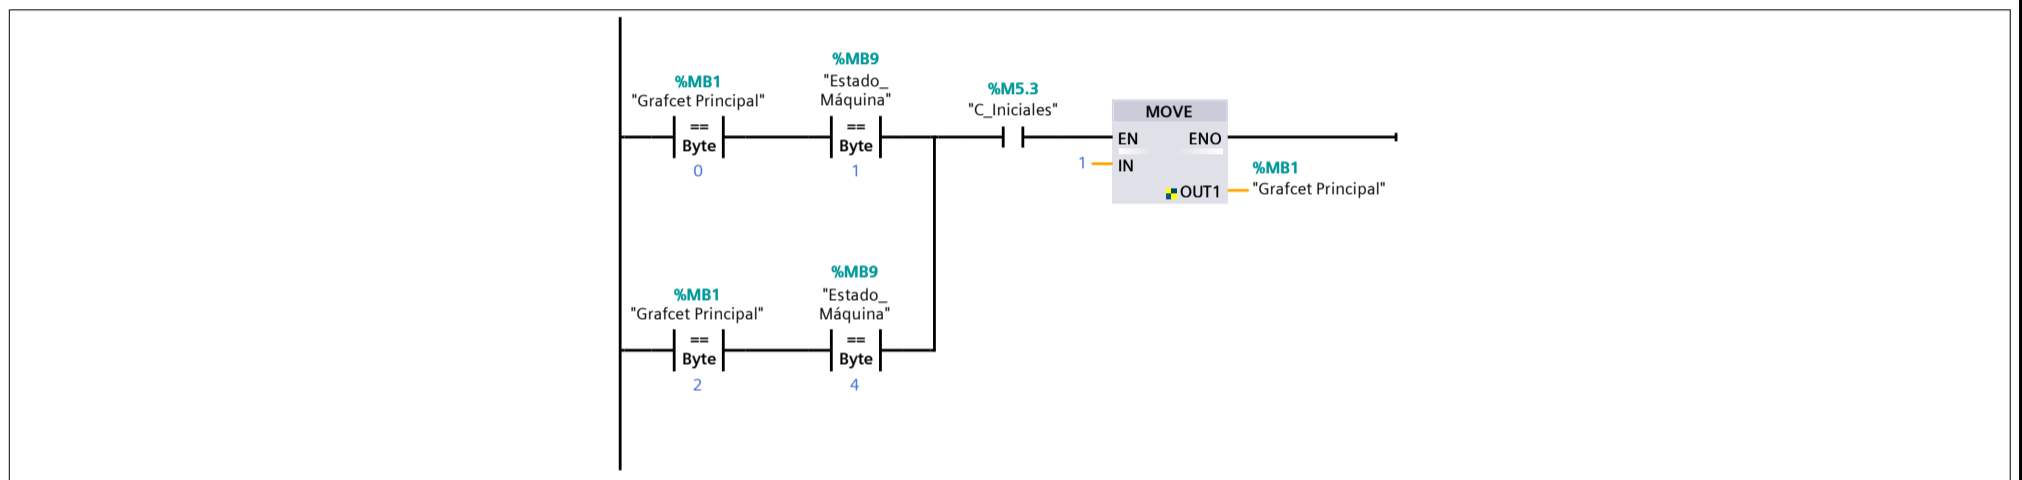 %MB1
"Grafcet Principal"
==
Byte
0
%MB9
"Estado_
Máquina"
==
Byte
1
%M5.3
"C_Iniciales"
MOVE
EN ENO
1 IN
OUT1
%MB1
"Grafcet Principal"
%MB1
"Grafcet Principal"
==
Byte
2
%MB9
"Estado_
Máquina"
==
Byte
4